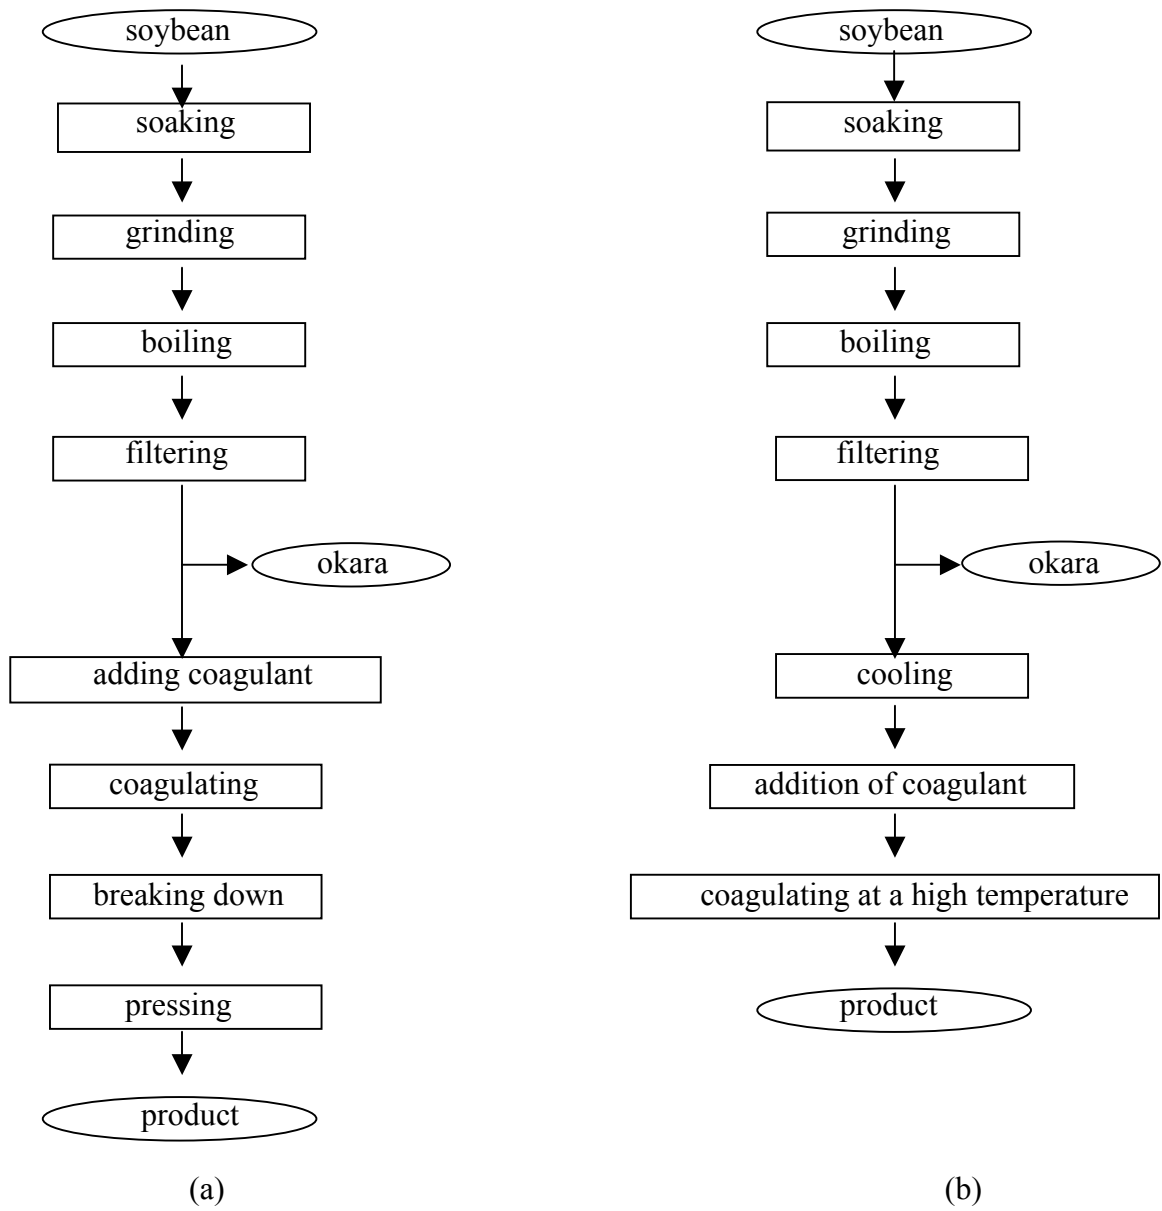 soybean
soaking
grinding
boiling
filtering
okara
adding coagulant
coagulating
breaking down
pressing
product
(a)
soybean
soaking
grinding
boiling
filtering
okara
cooling
addition of coagulant
coagulating at a high temperature
product
(b)